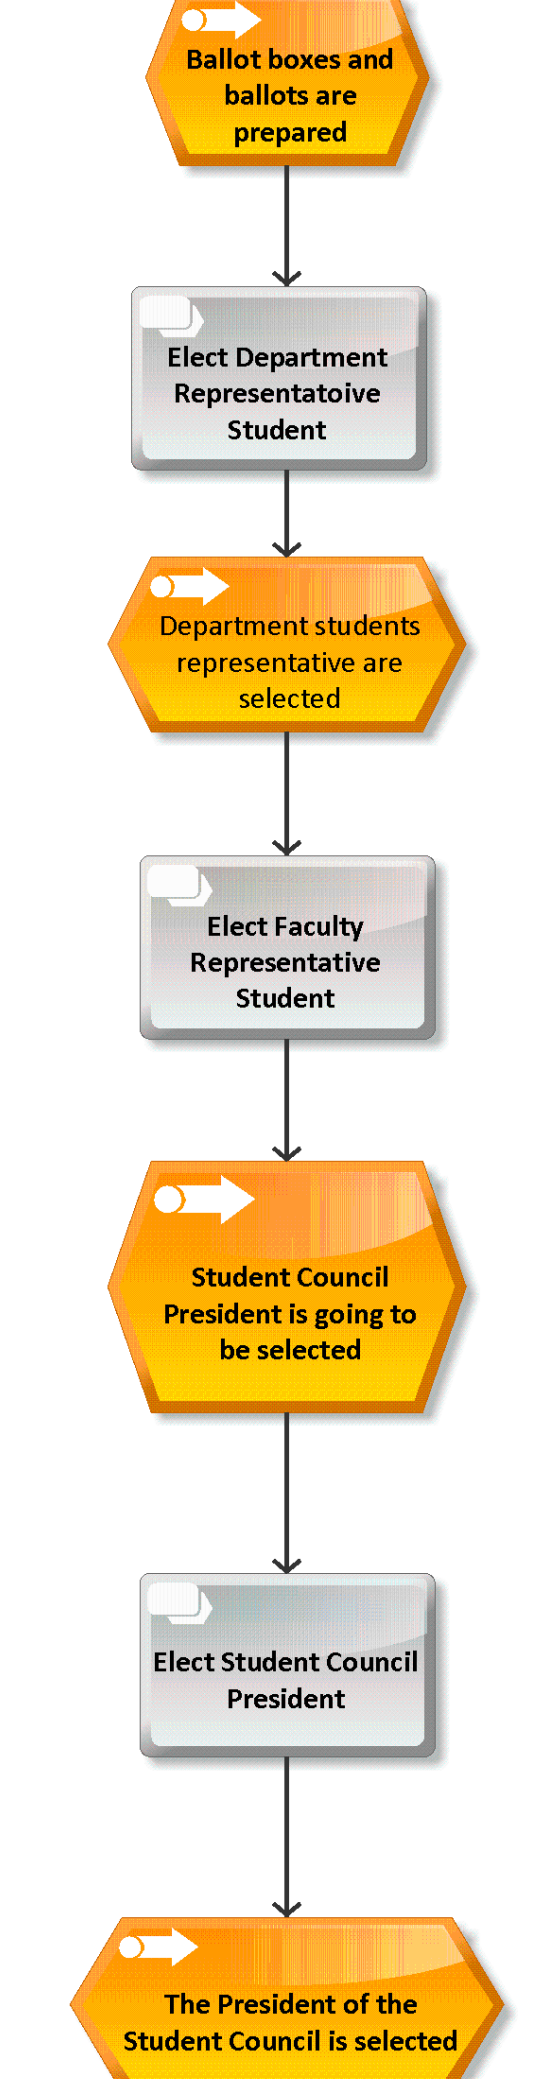 Ballot boxes and
ballots are
prepared
Elect Department
Representatoive
Student
Department students
representative are
selected
Elect Faculty
Representative
Student
Student Council
President is going to
be selected
Elect Student Council
President
The President of the
Student Council is selected